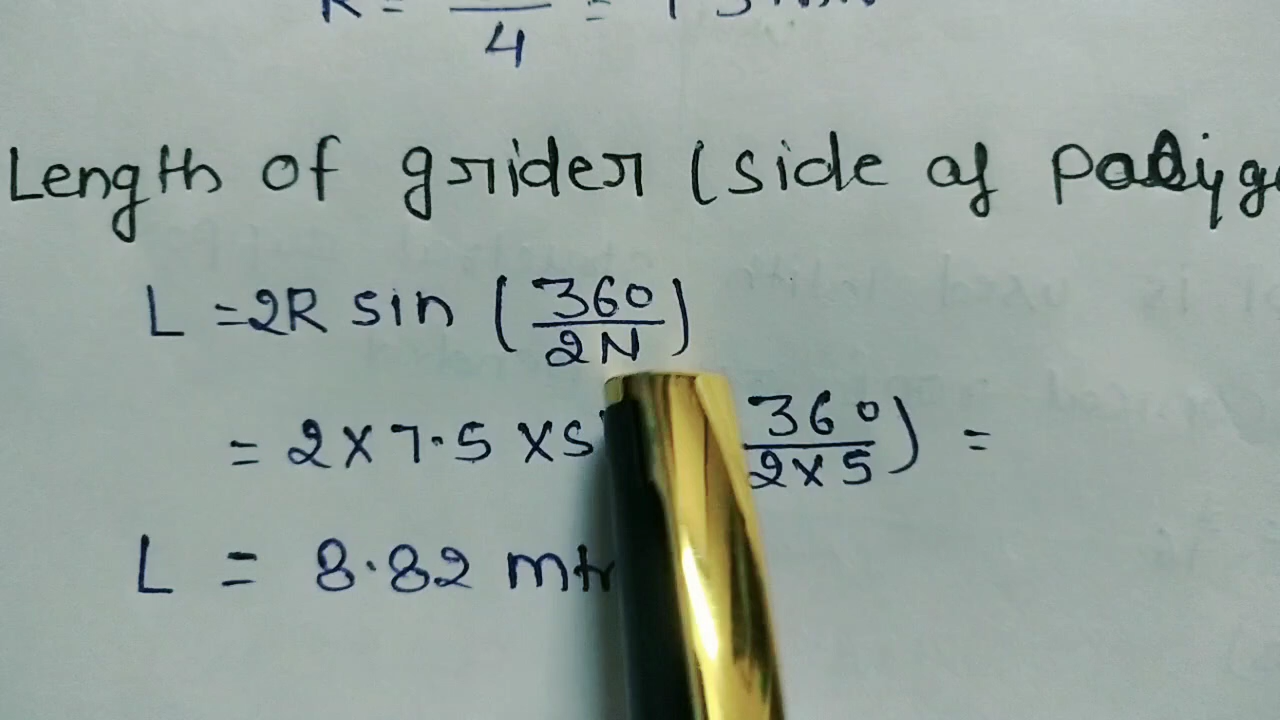 4
Length of grider (side of
L = 2R sin (360/2N)
= 2 x 7.5 x 360/2x5) =
L = 8.82 mtr